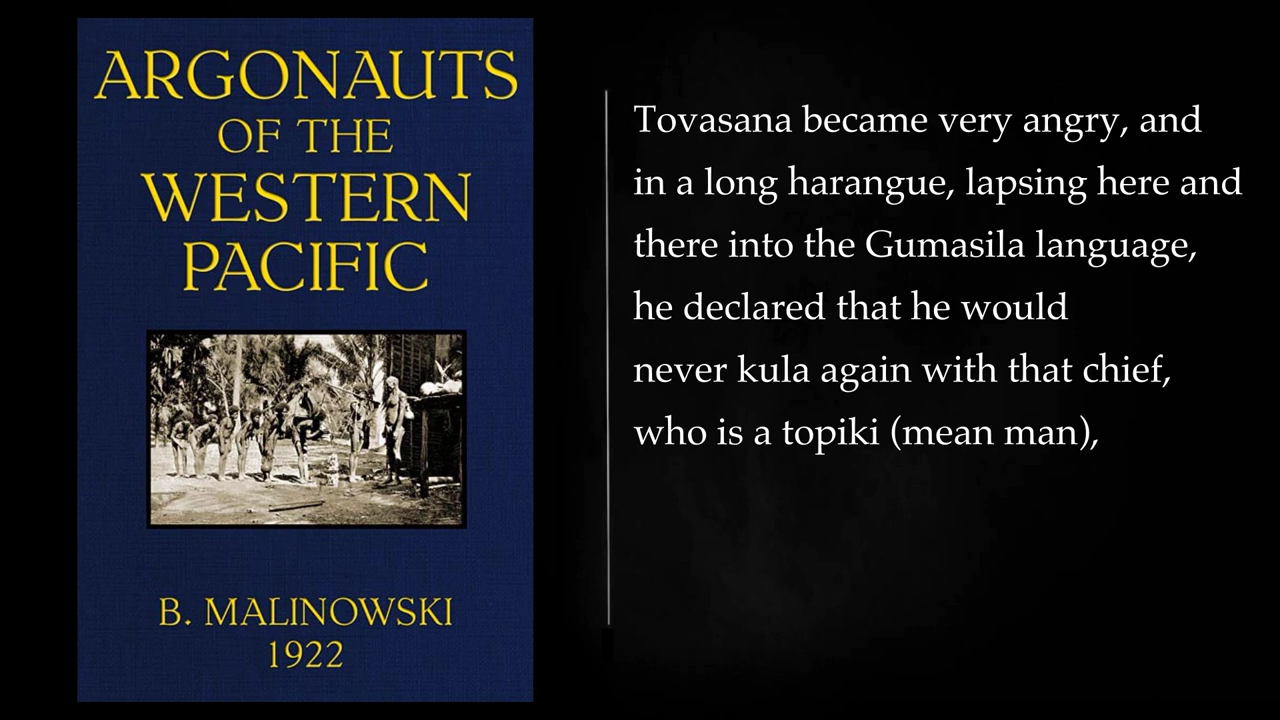 ARGONAUTS
OF THE
WESTERN
PACIFIC
B. MALINOWSKI
1922
Tovasana became very angry, and
in a long harangue, lapsing here and
there into the Gumasila language,
he declared that he would
never kula again with that chief,
who is a topiki (mean man),